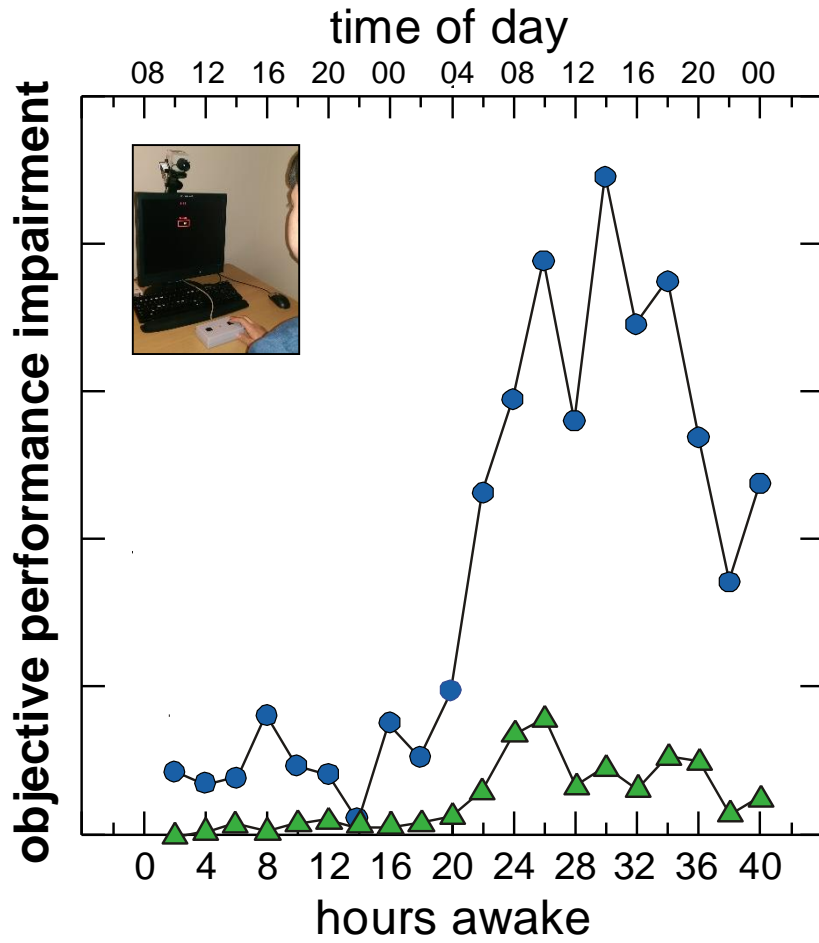 time of day
08 12 16 20 00 04 08 12 16 20 00
objective performance impairment
0 4 8 12 16 20 24 28 32 36 40
hours awake